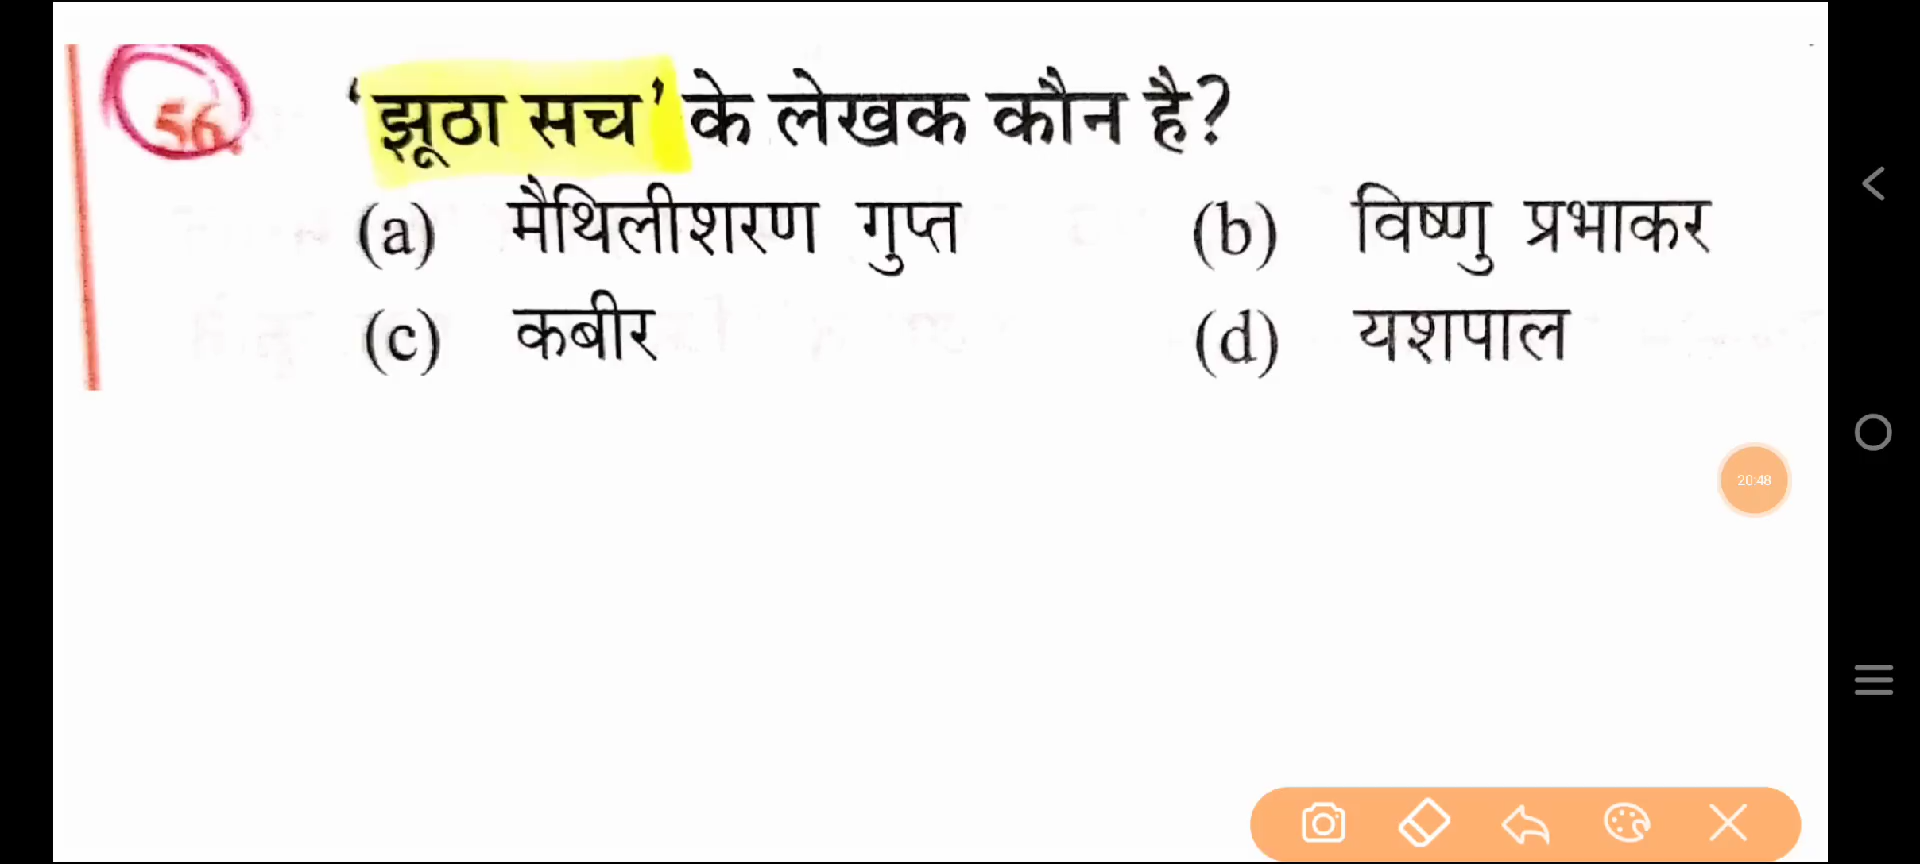 56. ‘झूठा सच’ के लेखक कौन है?
(a) मैथिलीशरण गुप्त (b) विष्णु प्रभाकर
(c) कबीर (d) यशपाल
20:48